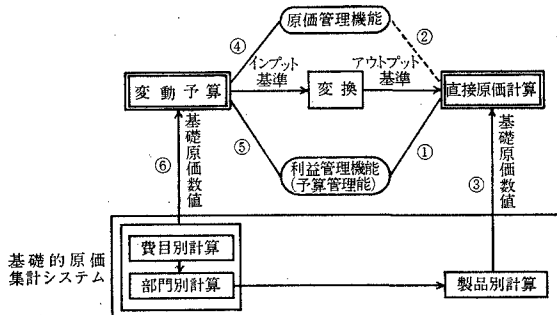 原価管理機能
④
②
インプット
基準
アウトプット
基準
変動予算
変換
直接原価計算
基礎原価数値
⑥
⑤
①
利益管理機能
(予算管理能)
③
基礎原価数値
費目別計算
基礎的原価
集計システム
部門別計算
製品別計算